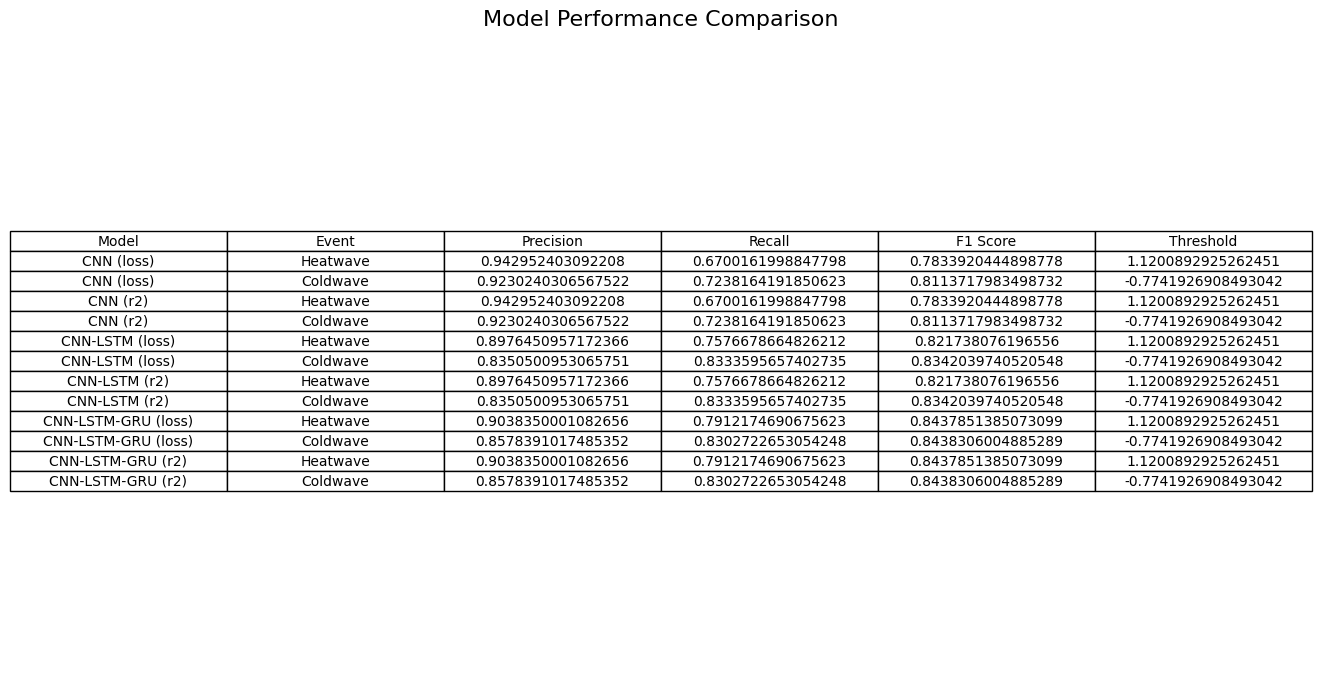 Model Performance Comparison
Model Event Precision Recall F1 Score Threshold
CNN (loss) Heatwave 0.942952403092208 0.6700161998847798 0.7833920444898778 1.1200892925262451
CNN (loss) Coldwave 0.9230240306567522 0.7238164191850623 0.8113717983498732 -0.7741926908493042
CNN (r2) Heatwave 0.942952403092208 0.6700161998847798 0.7833920444898778 1.1200892925262451
CNN (r2) Coldwave 0.9230240306567522 0.7238164191850623 0.8113717983498732 -0.7741926908493042
CNN-LSTM (loss) Heatwave 0.8976450957172366 0.7576678664826212 0.821738076196556 1.1200892925262451
CNN-LSTM (loss) Coldwave 0.8350500953065751 0.8333595657402735 0.8342039740520548 -0.7741926908493042
CNN-LSTM (r2) Heatwave 0.8976450957172366 0.7576678664826212 0.821738076196556 1.1200892925262451
CNN-LSTM (r2) Coldwave 0.8350500953065751 0.8333595657402735 0.8342039740520548 -0.7741926908493042
CNN-LSTM-GRU (loss) Heatwave 0.9038350001082656 0.7912174690675623 0.8437851385073099 1.1200892925262451
CNN-LSTM-GRU (loss) Coldwave 0.8578391017485352 0.8302722653054248 0.8438306004885289 -0.7741926908493042
CNN-LSTM-GRU (r2) Heatwave 0.9038350001082656 0.7912174690675623 0.8437851385073099 1.1200892925262451
CNN-LSTM-GRU (r2) Coldwave 0.8578391017485352 0.8302722653054248 0.8438306004885289 -0.7741926908493042